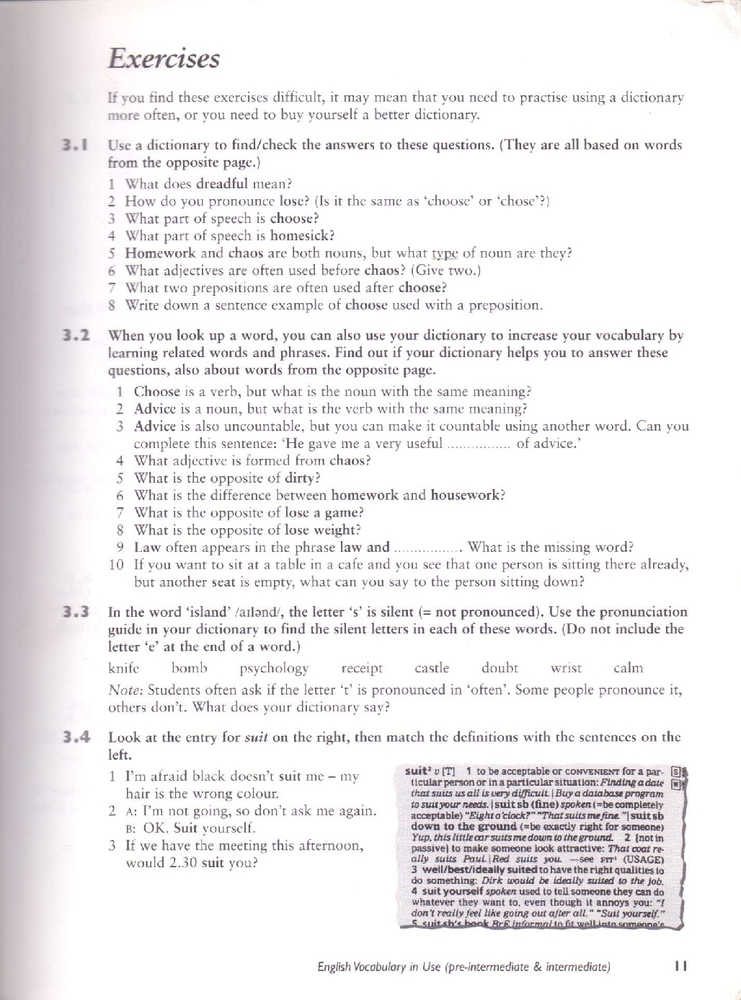 Exercises
If you find these exercises difficult, it may mean that you need to practise using a dictionary
more often, or you need to buy yourself a better dictionary.
3.1 Use a dictionary to find/check the answers to these questions. (They are all based on words
from the opposite page.)
1 What does dreadful mean?
2 How do you pronounce lose? (Is it the same as ‘choose’ or ‘chose’?)
3 What part of speech is choose?
4 What part of speech is homesick?
5 Homework and chaos are both nouns, but what type of noun are they?
6 What adjectives are often used before chaos? (Give two.)
7 What two prepositions are often used after choose?
8 Write down a sentence example of choose used with a preposition.
3.2 When you look up a word, you can also use your dictionary to increase your vocabulary by
learning related words and phrases. Find out if your dictionary helps you to answer these
questions, also about words from the opposite page.
1 Choose is a verb, but what is the noun with the same meaning?
2 Advice is a noun, but what is the verb with the same meaning?
3 Advice is also uncountable, but you can make it countable using another word. Can you
complete this sentence: ‘He gave me a very useful ................ of advice.’
4 What adjective is formed from chaos?
5 What is the opposite of dirty?
6 What is the difference between homework and housework?
7 What is the opposite of lose a game?
8 What is the opposite of lose weight?
9 Law often appears in the phrase law and ................. What is the missing word?
10 If you want to sit at a table in a cafe and you see that one person is sitting there already,
but another seat is empty, what can you say to the person sitting down?
3.3 In the word ‘island’ /aɪlənd/, the letter ‘s’ is silent (= not pronounced). Use the pronunciation
guide in your dictionary to find the silent letters in each of these words. (Do not include the
letter ‘e’ at the end of a word.)
knife bomb psychology receipt castle doubt wrist calm
Note: Students often ask if the letter ‘t’ is pronounced in ‘often’. Some people pronounce it,
others don’t. What does your dictionary say?
3.4 Look at the entry for suit on the right, then match the definitions with the sentences on the
left.
1 I’m afraid black doesn’t suit me – my
hair is the wrong colour.
2 A: I’m not going, so don’t ask me again.
B: OK. Suit yourself.
3 If we have the meeting this afternoon,
would 2.30 suit you?
suit² v [T] 1 to be acceptable or CONVENIENT for a par- S
ticular person or in a particular situation: Finding a date W
that suits us all is very difficult. | Buy a database program
to suit your needs. | suit sb (fine) spoken (=be completely
acceptable) "Eight o'clock?" "That suits me fine." | suit sb
down to the ground (=be exactly right for someone)
Yup, this little car suits me down to the ground. 2 [not in
passive] to make someone look attractive: That coat re-
ally suits Paul. | Red suits you. —see FIT¹ (USAGE)
3 well/best/ideally suited to have the right qualities to
do something: Dirk would be ideally suited to the job.
4 suit yourself spoken used to tell someone they can do
whatever they want to, even though it annoys you: "I
don't really feel like going out after all." "Suit yourself."
5 suit sb's book BrE informal to fit well into someone's
English Vocabulary in Use (pre-intermediate & intermediate) 11